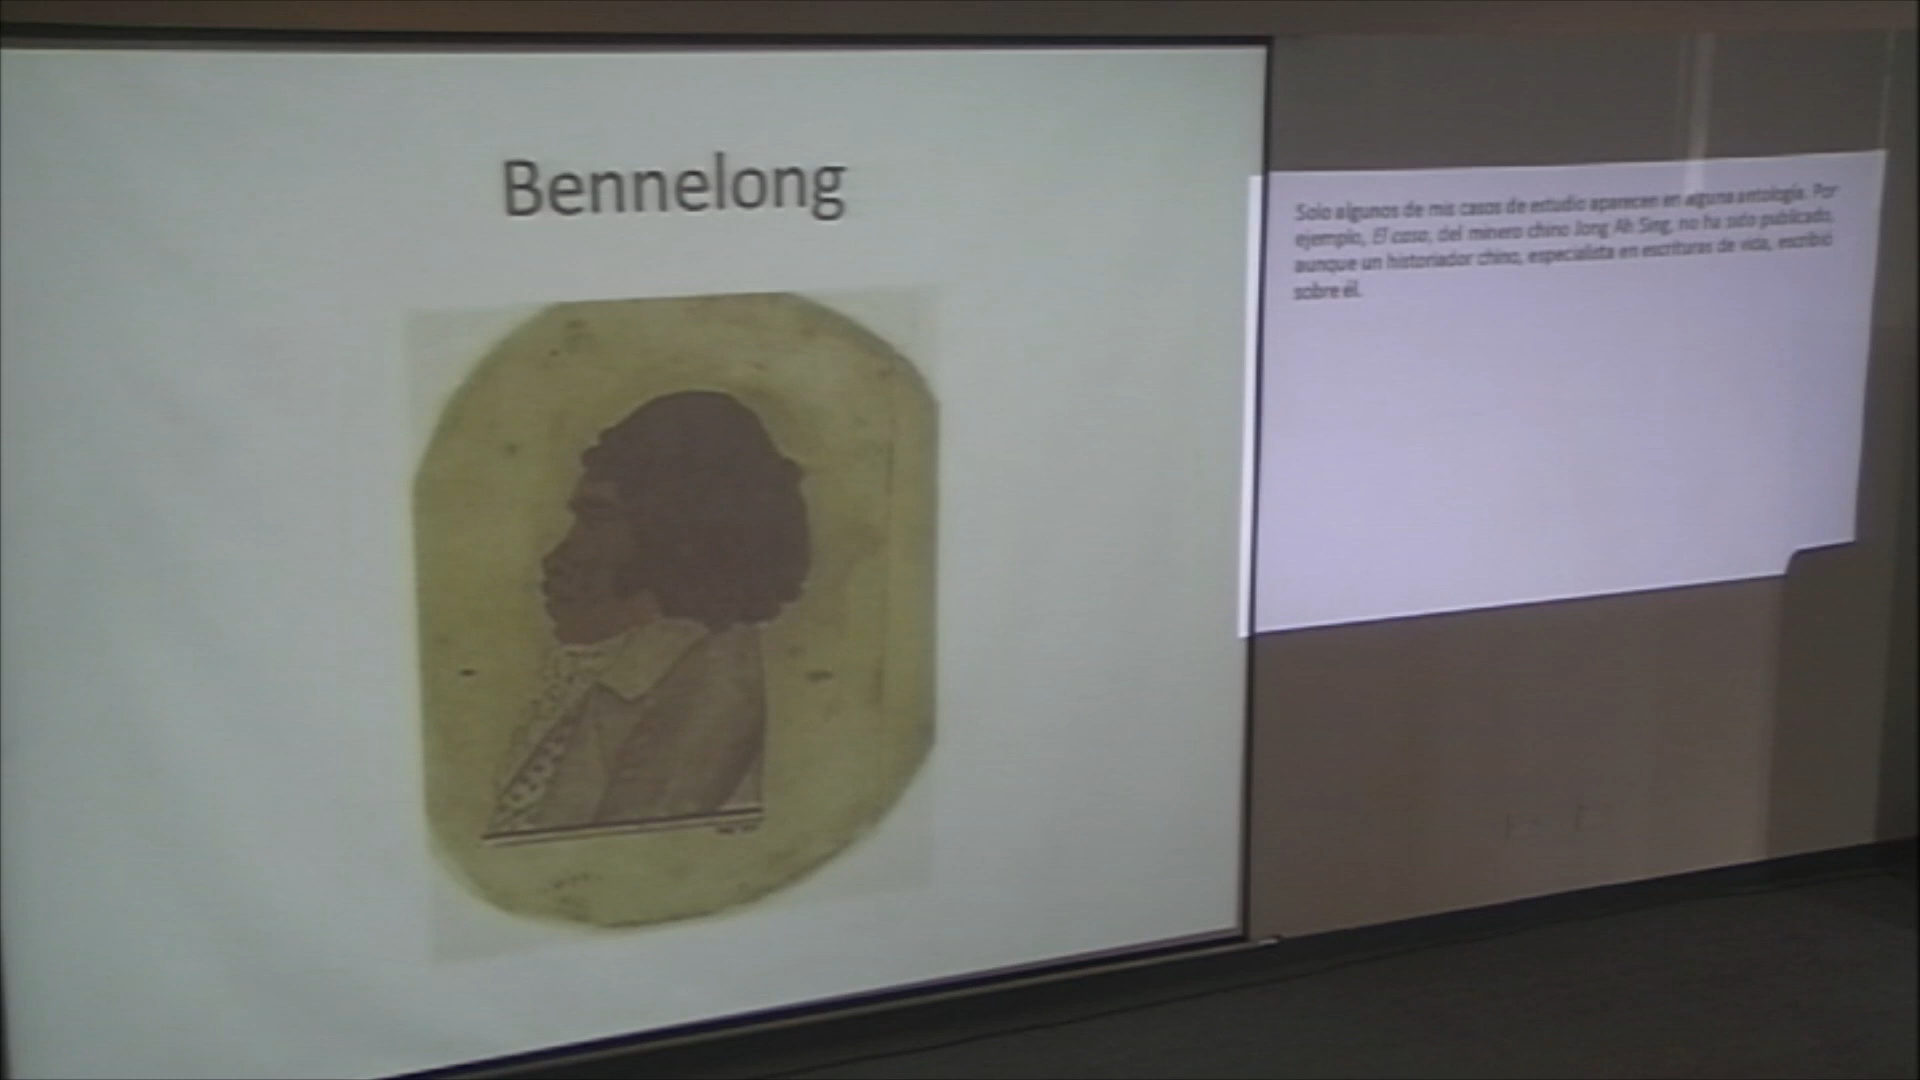 Bennelong
Solo algunos de mis casos de estudio aparecen en alguna antología. Por
ejemplo, El caso, del minero chino Jong Ah Sing, no ha sido publicado,
aunque un historiador chino, especialista en escrituras de vida, escribió
sobre él.